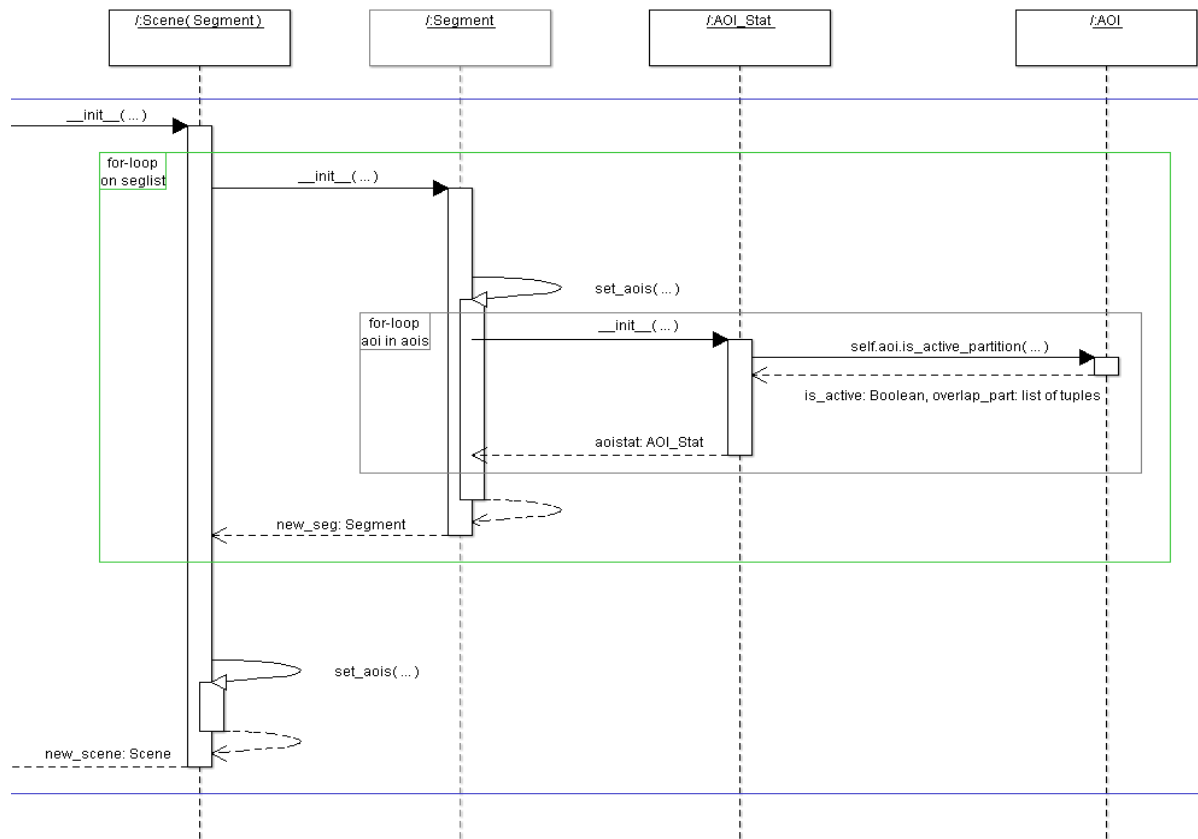 /:Scene( Segment )
/:Segment
/:AOI_Stat
/:AOI
__init__( ... )
for-loop
on seglist
__init__( ... )
set_aois( ... )
for-loop
aoi in aois
__init__( ... )
self.aoi.is_active_partition( ... )
is_active: Boolean, overlap_part: list of tuples
aoistat: AOI_Stat
new_seg: Segment
set_aois( ... )
new_scene: Scene